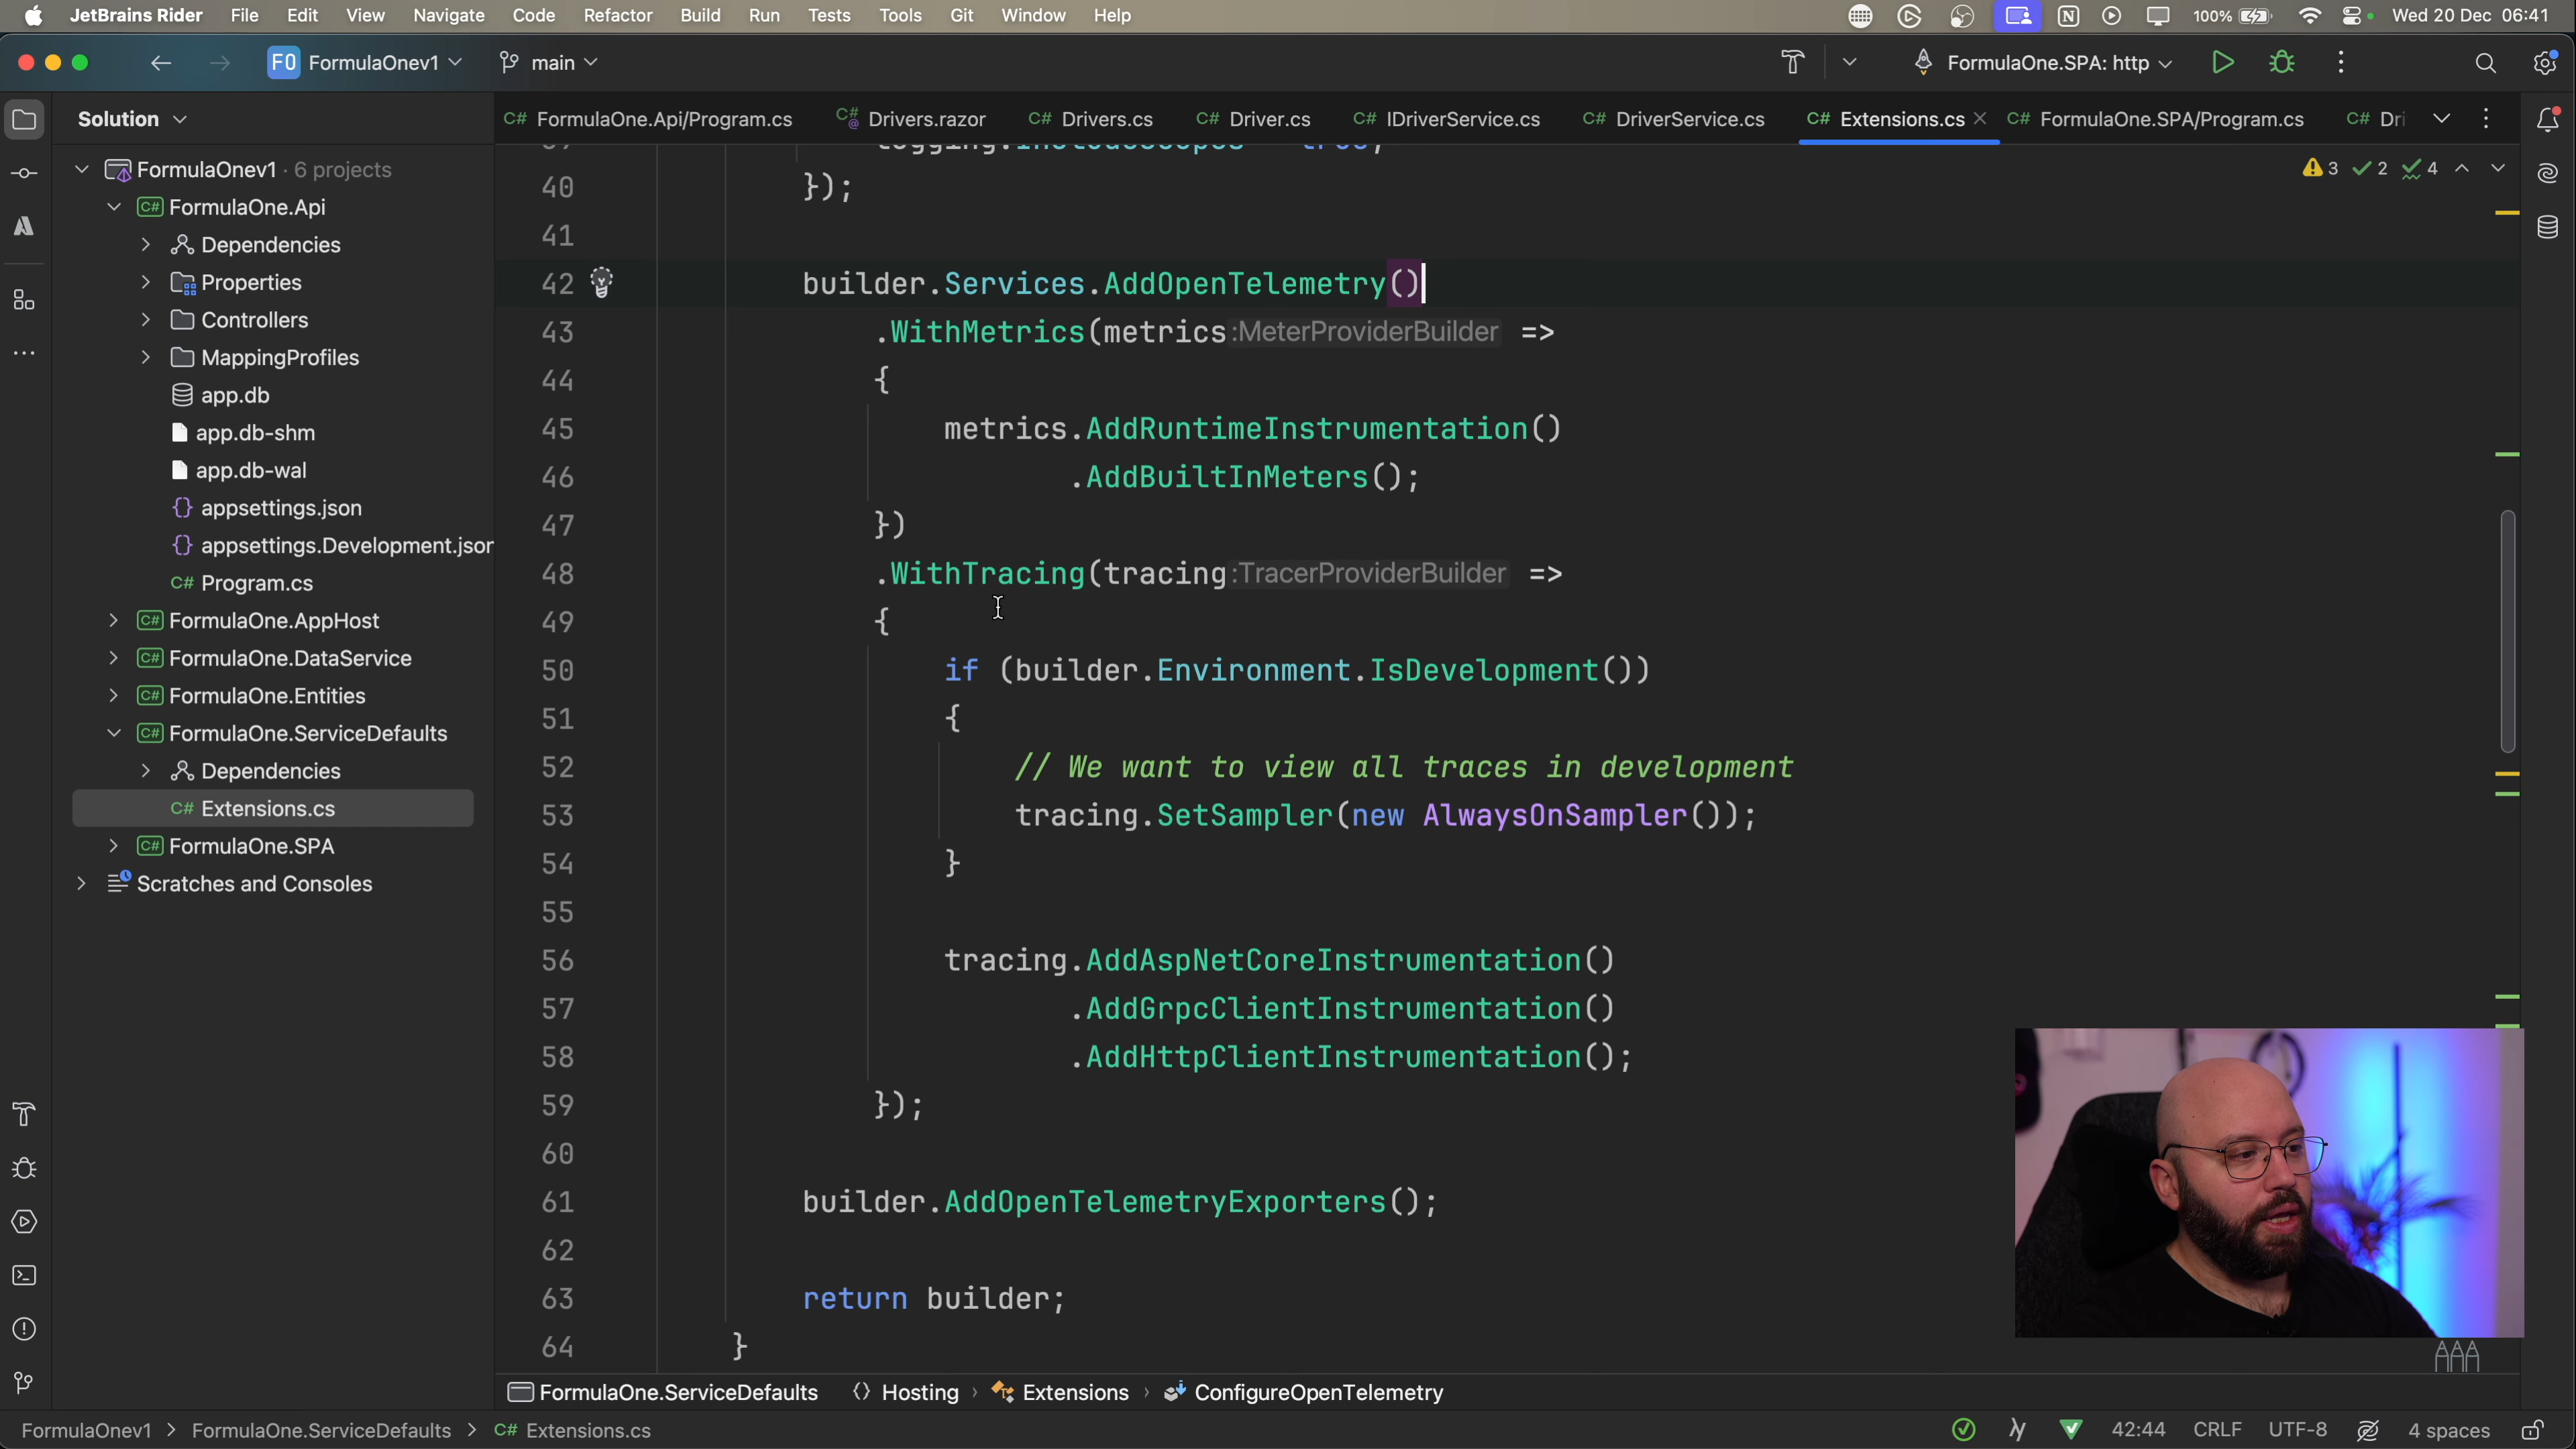 JetBrains Rider File Edit View Navigate Code Refactor Build Run Tests Tools Git Window Help 100% Wed 20 Dec 06:41
FO FormulaOnev1 main FormulaOne.SPA: http
Solution
C# FormulaOne.Api/Program.cs C# Drivers.razor C# Drivers.cs C# Driver.cs C# IDriverService.cs C# DriverService.cs C# Extensions.cs C# FormulaOne.SPA/Program.cs C# Dri
3 2 4
FormulaOnev1 · 6 projects
C# FormulaOne.Api
Dependencies
Properties
Controllers
MappingProfiles
app.db
app.db-shm
app.db-wal
{} appsettings.json
{} appsettings.Development.jsor
C# Program.cs
C# FormulaOne.AppHost
C# FormulaOne.DataService
C# FormulaOne.Entities
C# FormulaOne.ServiceDefaults
Dependencies
C# Extensions.cs
C# FormulaOne.SPA
Scratches and Consoles
40 });
41
42 builder.Services.AddOpenTelemetry()
43 .WithMetrics(metrics :MeterProviderBuilder =>
44 {
45 metrics.AddRuntimeInstrumentation()
46 .AddBuiltInMeters();
47 })
48 .WithTracing(tracing :TracerProviderBuilder =>
49 {
50 if (builder.Environment.IsDevelopment())
51 {
52 // We want to view all traces in development
53 tracing.SetSampler(new AlwaysOnSampler());
54 }
55
56 tracing.AddAspNetCoreInstrumentation()
57 .AddGrpcClientInstrumentation()
58 .AddHttpClientInstrumentation();
59 });
60
61 builder.AddOpenTelemetryExporters();
62
63 return builder;
64 }
FormulaOne.ServiceDefaults Hosting Extensions ConfigureOpenTelemetry
FormulaOnev1 FormulaOne.ServiceDefaults C# Extensions.cs 42:44 CRLF UTF-8 4 spaces